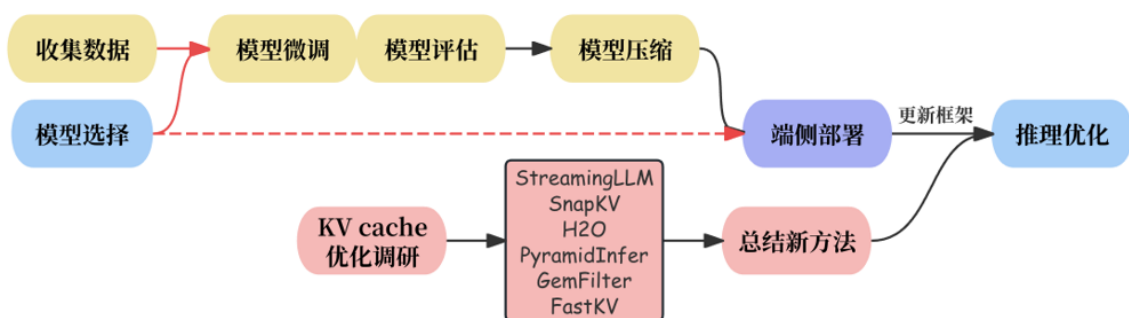 收集数据
模型微调
模型评估
模型压缩
模型选择
端侧部署
更新框架
推理优化
KV cache
优化调研
StreamingLLM
SnapKV
H2O
PyramidInfer
GemFilter
FastKV
总结新方法